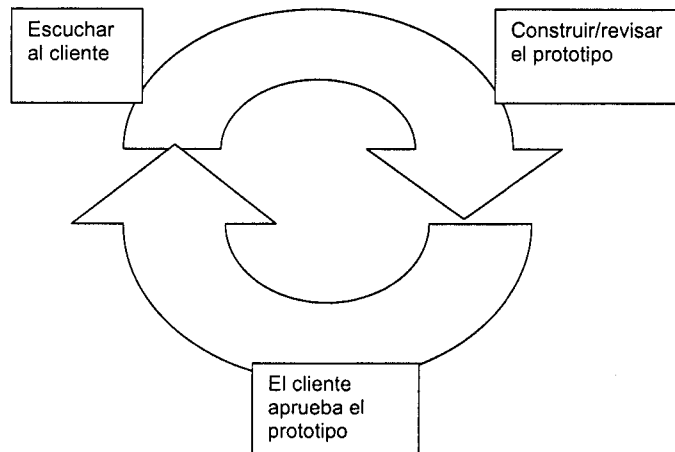 Escuchar
al cliente
Construir/revisar
el prototipo
El cliente
aprueba el
prototipo